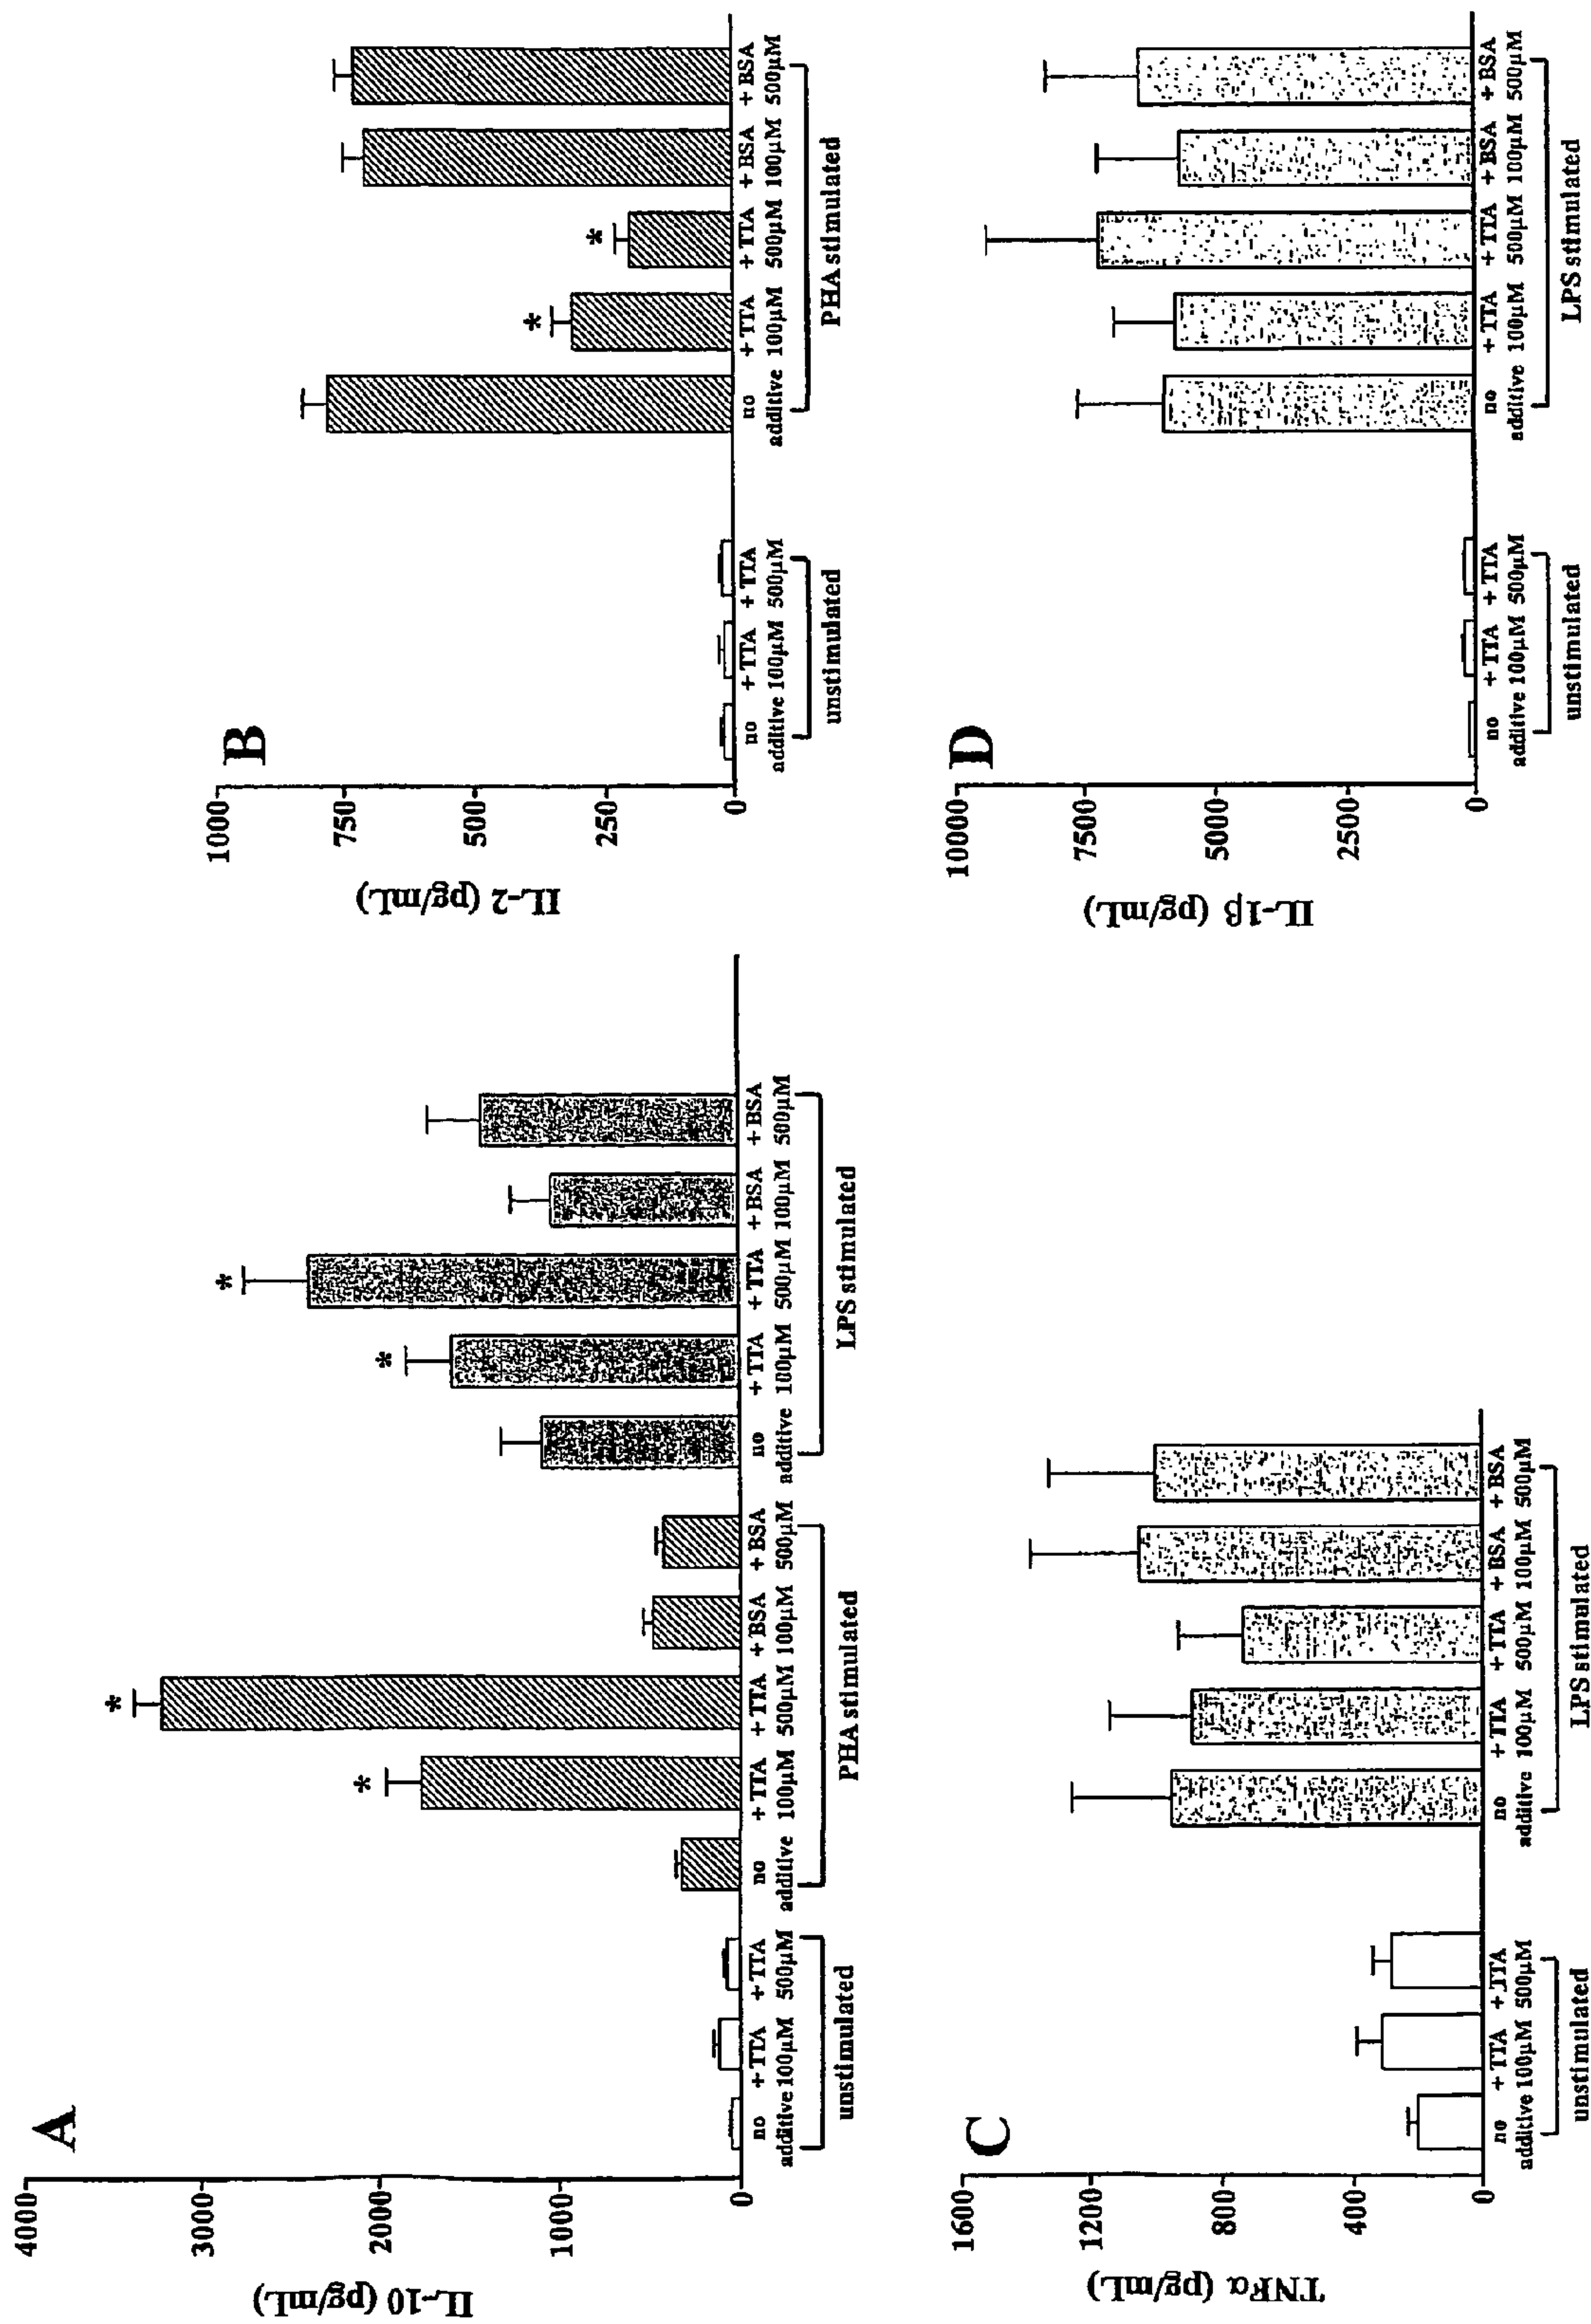 A
IL-10 (pg/mL)
4000
3000
2000
1000
0
no + TTA + TTA no + TTA + TTA + BSA + BSA no + TTA + TTA + BSA + BSA
additive 100μM 500μM additive 100μM 500μM 100μM 500μM additive 100μM 500μM 100μM 500μM
unstimulated PHA stimulated LPS stimulated
* * * *
B
IL-2 (pg/mL)
1000
750
500
250
0
* *
no + TTA + TTA no + TTA + TTA + BSA + BSA
additive 100μM 500μM additive 100μM 500μM 100μM 500μM
unstimulated PHA stimulated
C
TNFα (pg/mL)
1600
1200
800
400
0
no + TTA + TTA no + TTA + TTA + BSA + BSA
additive 100μM 500μM additive 100μM 500μM 100μM 500μM
unstimulated LPS stimulated
D
IL-1β (pg/mL)
10000
7500
5000
2500
0
no + TTA + TTA no + TTA + TTA + BSA + BSA
additive 100μM 500μM additive 100μM 500μM 100μM 500μM
unstimulated LPS stimulated